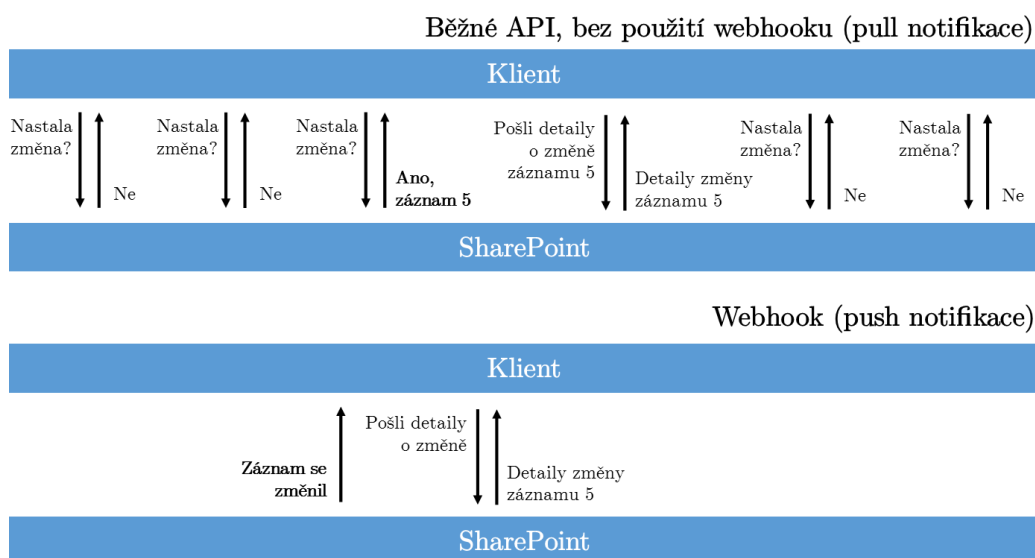 Běžné API, bez použití webhooku (pull notifikace)
Klient
Nastala
změna?
Ne
Nastala
změna?
Ne
Nastala
změna?
Ano,
záznam 5
Pošli detaily
o změně
záznamu 5
Detaily změny
záznamu 5
Nastala
změna?
Ne
Nastala
změna?
Ne
SharePoint
Webhook (push notifikace)
Klient
Záznam se
změnil
Pošli detaily
o změně
Detaily změny
záznamu 5
SharePoint